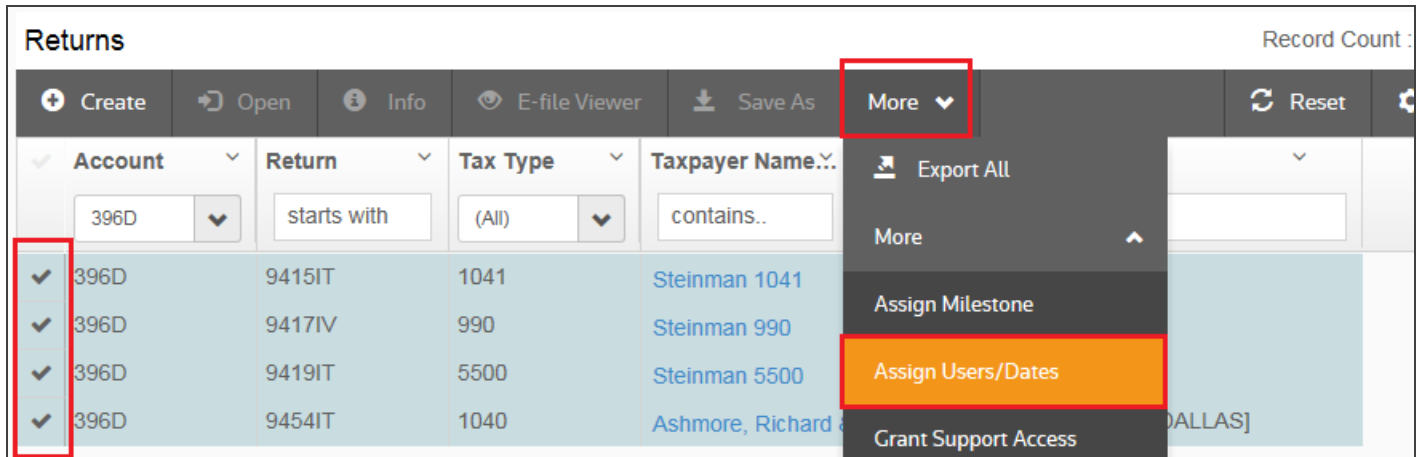 Returns
Record Count :
Create Open Info E-file Viewer Save As More Reset
Account Return Tax Type Taxpayer Name...
Export All
396D starts with (All) contains..
More
396D 9415IT 1041 Steinman 1041
Assign Milestone
396D 9417IV 990 Steinman 990
396D 9419IT 5500 Steinman 5500
Assign Users/Dates
396D 9454IT 1040 Ashmore, Richard DALLAS]
Grant Support Access